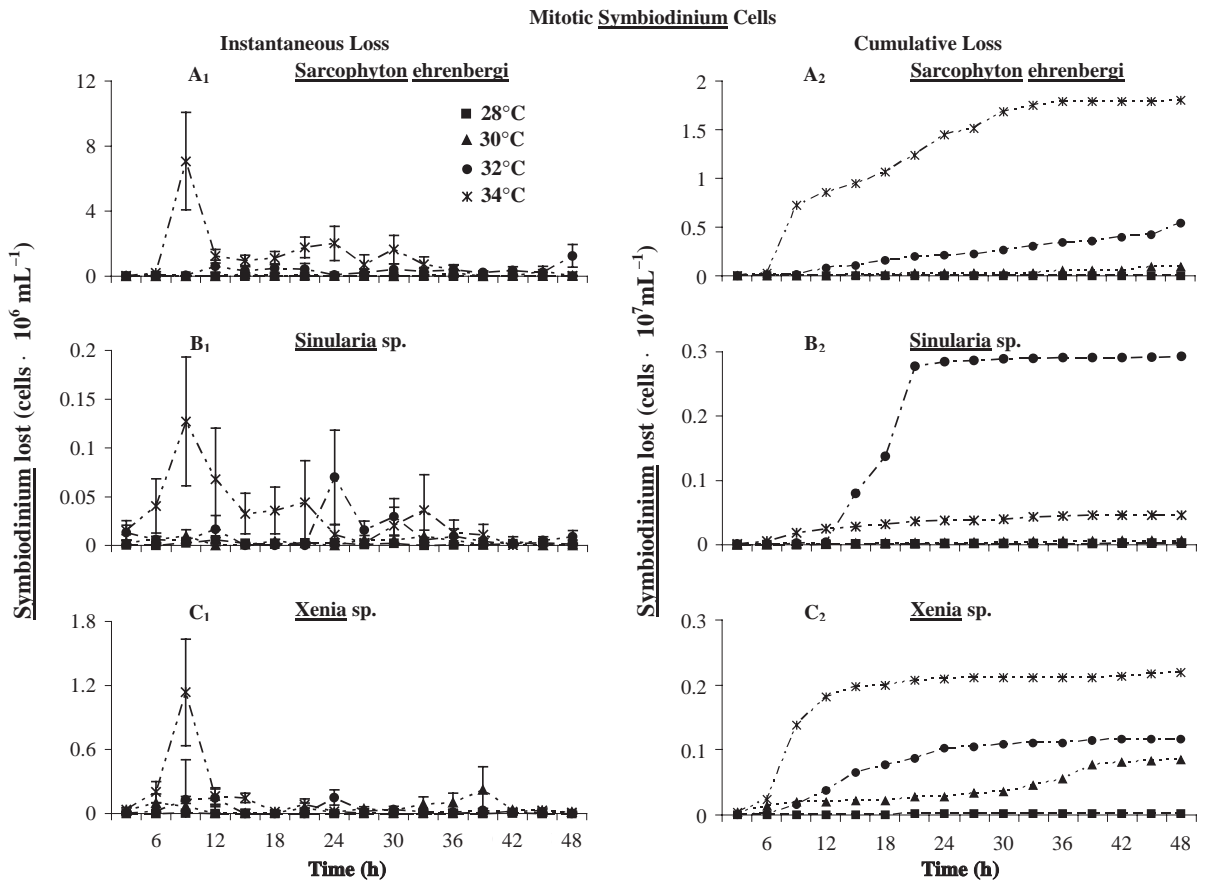 Mitotic Symbiodinium Cells
Instantaneous Loss
Cumulative Loss
A1 Sarcophyton ehrenbergi
28°C
30°C
32°C
34°C
12
8
4
0
A2 Sarcophyton ehrenbergi
2
1.5
1
0.5
0
Symbiodinium lost (cells · 10⁶ mL⁻¹)
Symbiodinium lost (cells · 10⁷ mL⁻¹)
B1 Sinularia sp.
0.2
0.15
0.1
0.05
0
B2 Sinularia sp.
0.3
0.2
0.1
0
C1 Xenia sp.
1.8
1.2
0.6
0
6 12 18 24 30 36 42 48
Time (h)
C2 Xenia sp.
0.3
0.2
0.1
0
6 12 18 24 30 36 42 48
Time (h)